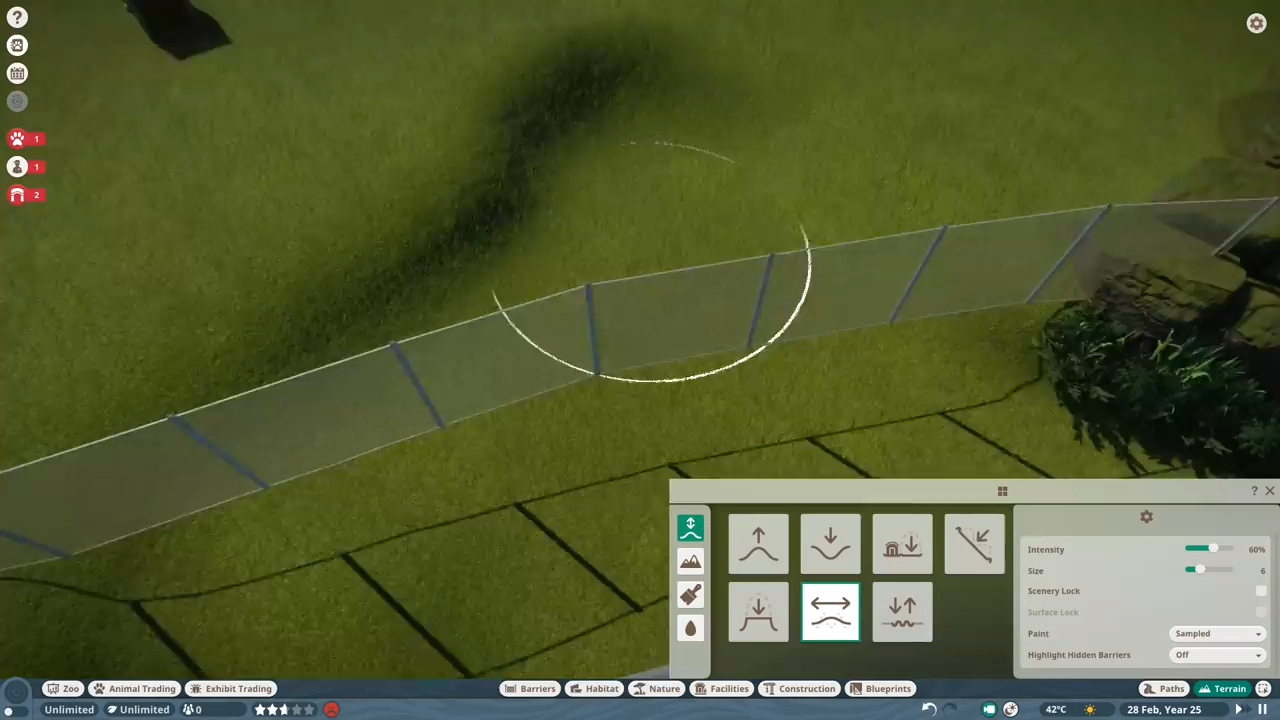 ?
1
1
2
? ✕
Intensity 60%
Size 6
Scenery Lock
Surface Lock
Paint Sampled
Highlight Hidden Barriers Off
Zoo Animal Trading Exhibit Trading Barriers Habitat Nature Facilities Construction Blueprints Paths Terrain
Unlimited Unlimited 0 42°C 28 Feb, Year 25